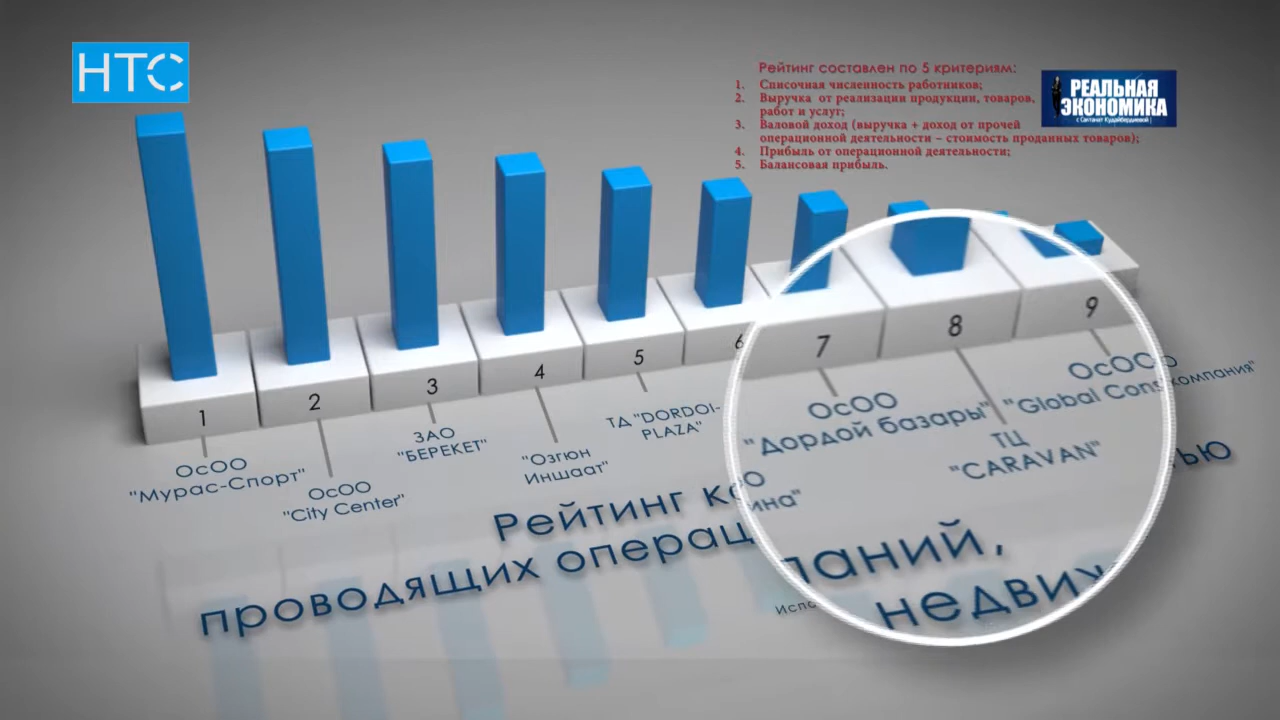 НТС
Рейтинг составлен по 5 критериям:
1. Списочная численность работников;
2. Выручка от реализации продукции, товаров,
работ и услуг;
3. Валовой доход (выручка + доход от прочей
операционной деятельности – стоимость проданных товаров);
4. Прибыль от операционной деятельности;
5. Балансовая прибыль.
РЕАЛЬНАЯ
ЭКОНОМИКА
1
2
3
4
5
6
7
8
9
ОсОО
"Мурас-Спорт"
ОсОО
"City Center"
ЗАО
"БЕРЕКЕТ"
"Озгюн
Иншаат"
ТД "DORDOI-
PLAZA"
ОсОО
"Дордой базары"
ТЦ
"CARAVAN"
ОсОО
"Global Cons компания"
Рейтинг
паний,
проводящих операц
недвиж